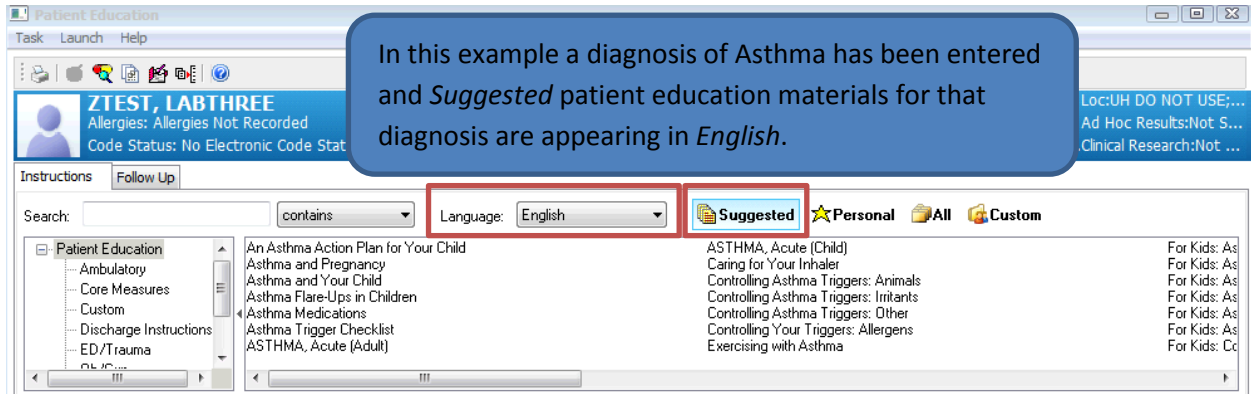 Patient Education
Task Launch Help
In this example a diagnosis of Asthma has been entered
and Suggested patient education materials for that
diagnosis are appearing in English.
ZTEST, LABTHREE
Allergies: Allergies Not Recorded
Code Status: No Electronic Code Stat
Loc:UH DO NOT USE;...
Ad Hoc Results:Not S...
Clinical Research:Not ...
Instructions Follow Up
Search: contains Language: English Suggested Personal All Custom
Patient Education
Ambulatory
Core Measures
Custom
Discharge Instructions
ED/Trauma
An Asthma Action Plan for Your Child
Asthma and Pregnancy
Asthma and Your Child
Asthma Flare-Ups in Children
Asthma Medications
Asthma Trigger Checklist
ASTHMA, Acute (Adult)
ASTHMA, Acute (Child)
Caring for Your Inhaler
Controlling Asthma Triggers: Animals
Controlling Asthma Triggers: Irritants
Controlling Asthma Triggers: Other
Controlling Your Triggers: Allergens
Exercising with Asthma
For Kids: As
For Kids: As
For Kids: As
For Kids: As
For Kids: As
For Kids: As
For Kids: Co